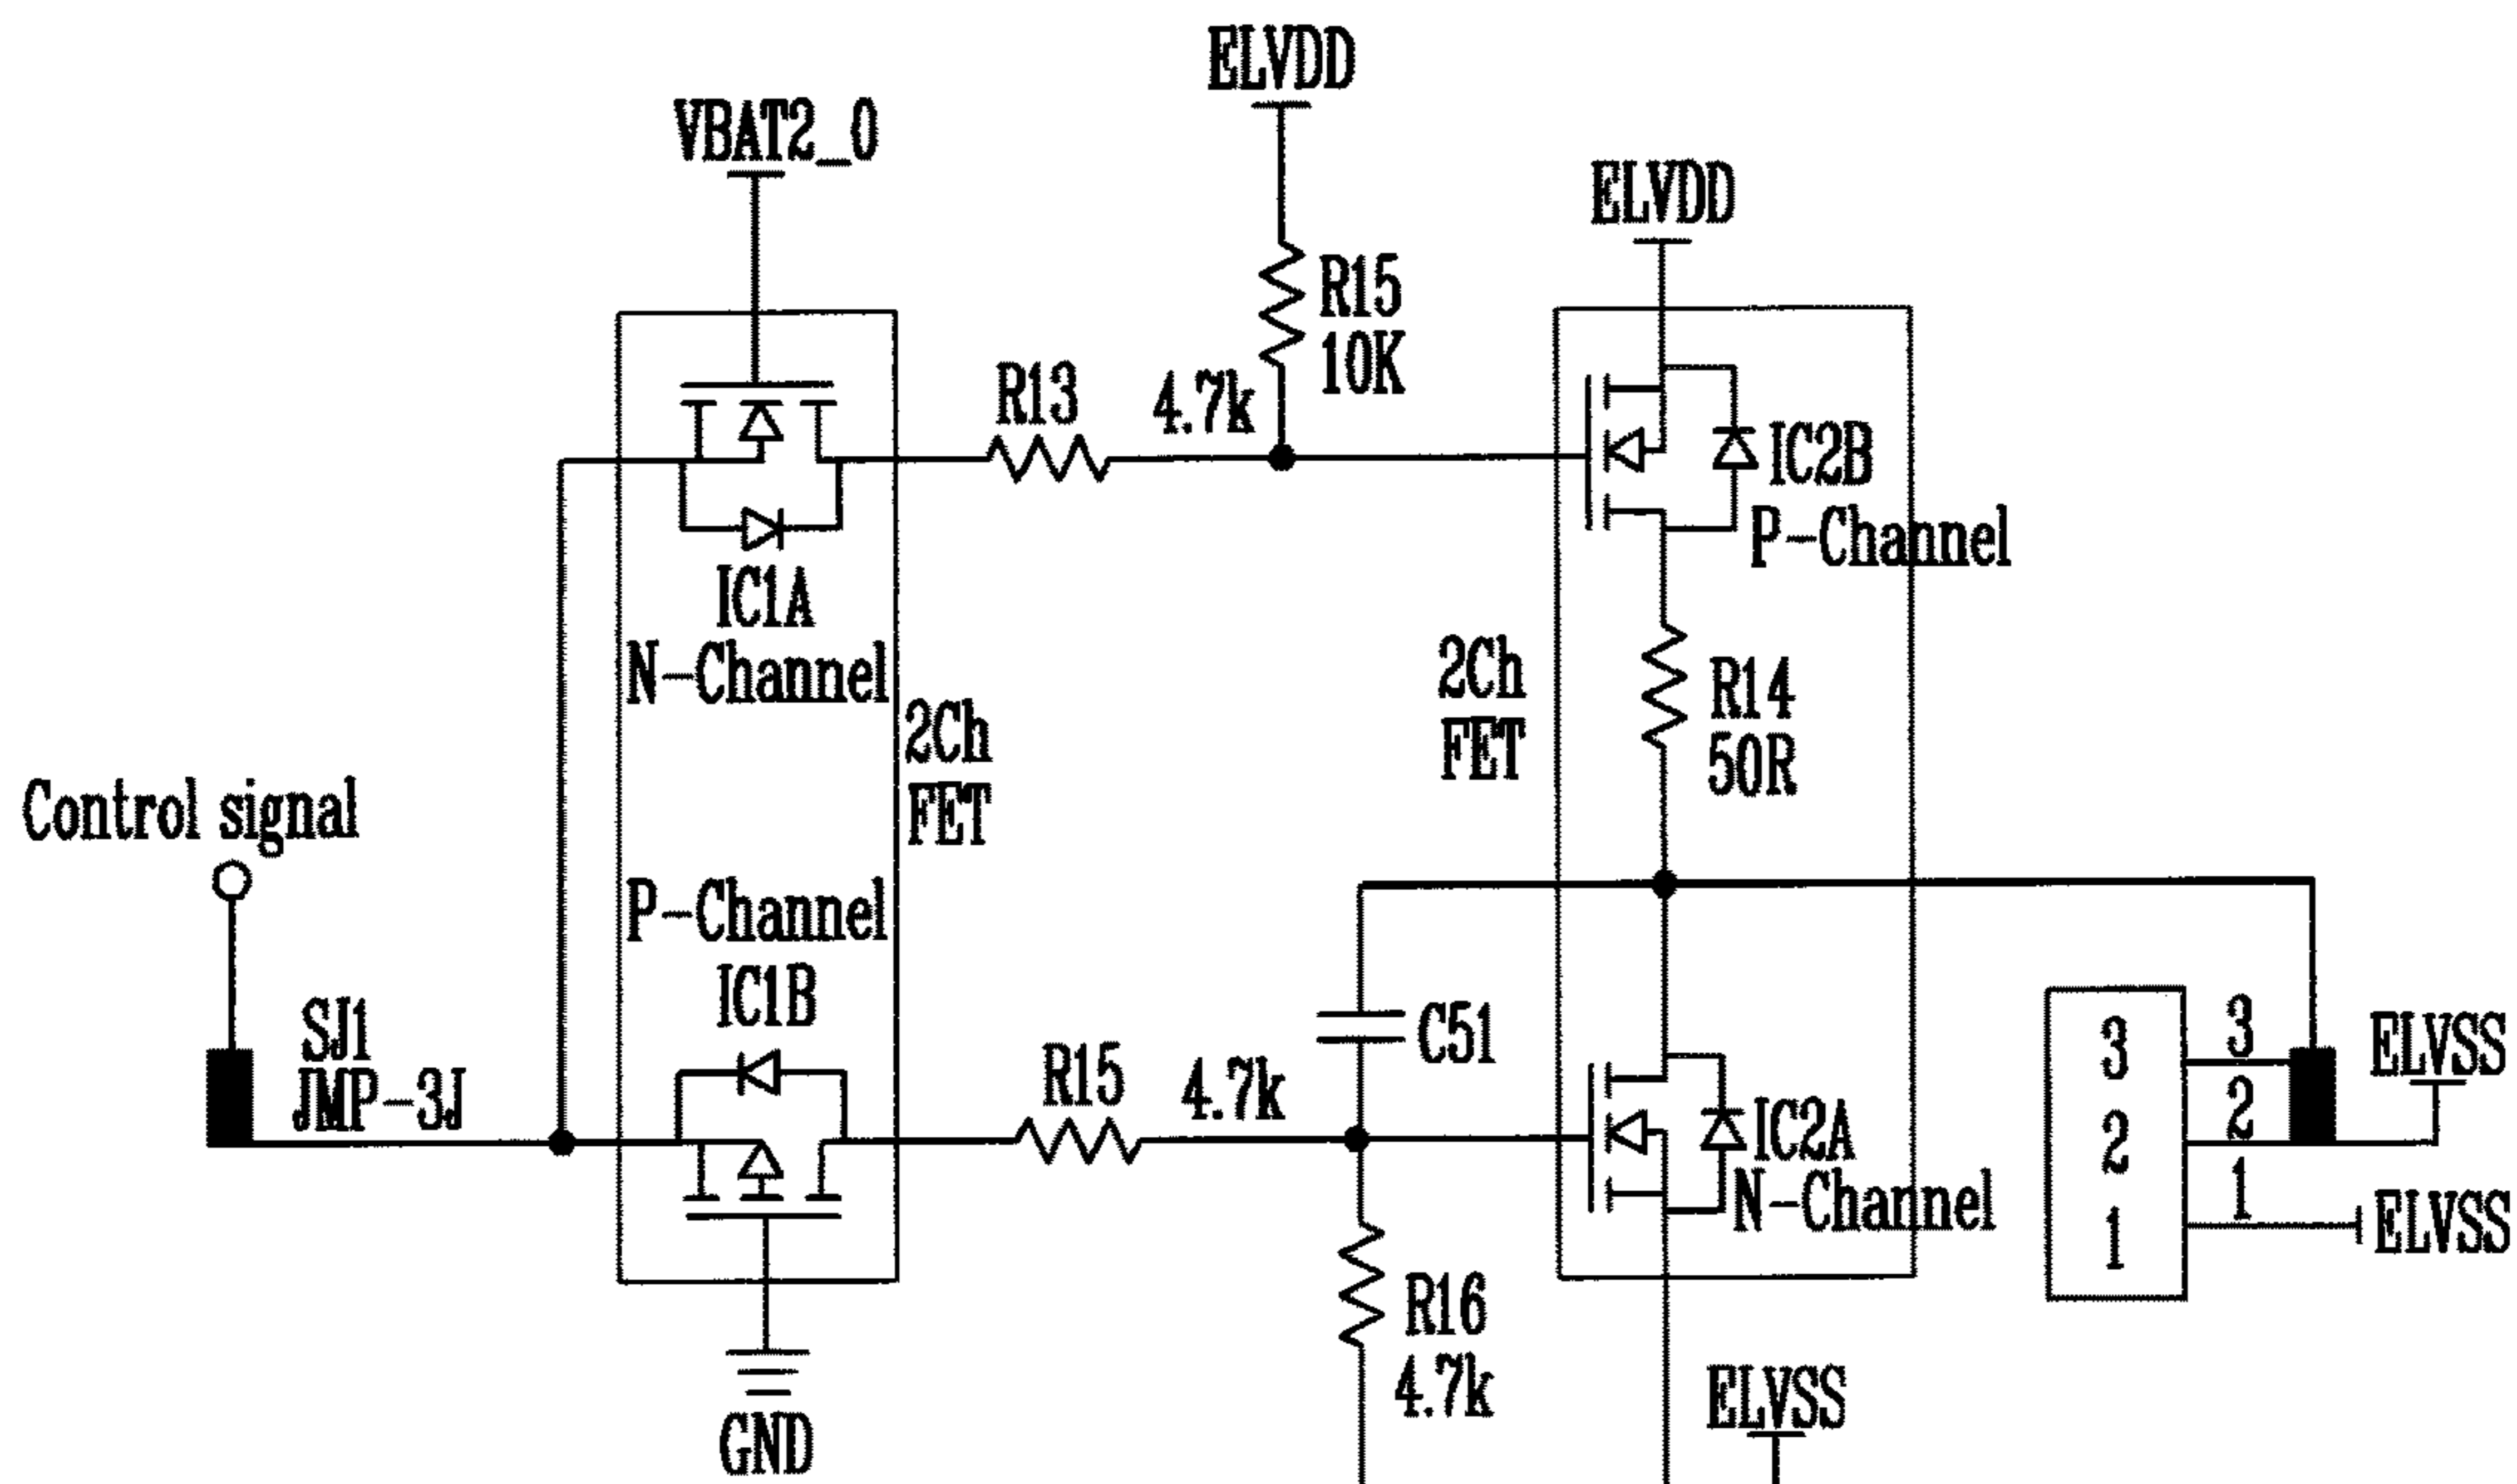 ELVDD
VBAT2_0
ELVDD
R15
10K
R13
4.7k
IC2B
P-Channel
IC1A
N-Channel
2Ch
FET
2Ch
FET
R14
50R
Control signal
P-Channel
IC1B
SJ1
JMP-3J
R15
4.7k
C51
IC2A
N-Channel
3
2
1
3
2
1
ELVSS
ELVSS
R16
4.7k
GND
ELVSS